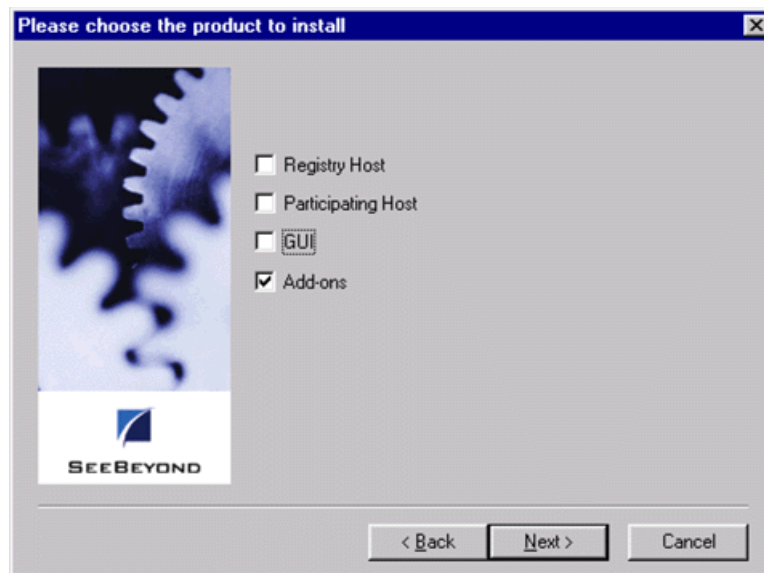 Please choose the product to install
Registry Host
Participating Host
GUI
Add-ons
SEEBEYOND
< Back
Next >
Cancel